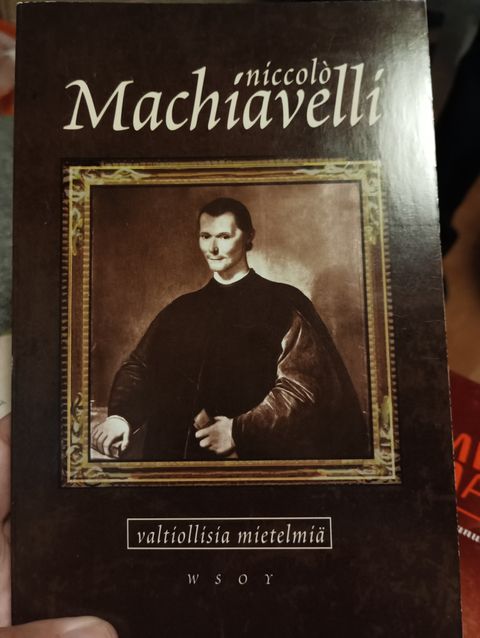 niccolò
Machiavelli
valtiollisia mietelmiä
WSOY